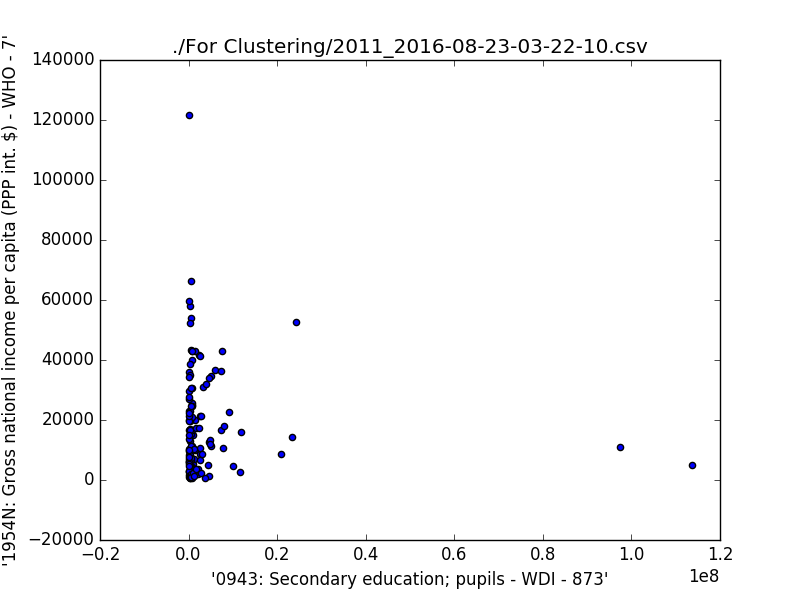 ./For Clustering/2011_2016-08-23-03-22-10.csv
140000
120000
100000
80000
60000
40000
20000
0
−20000
−0.2 0.0 0.2 0.4 0.6 0.8 1.0 1.2
1e8
'0943: Secondary education; pupils - WDI - 873'
'1954N: Gross national income per capita (PPP int. $) - WHO - 7'